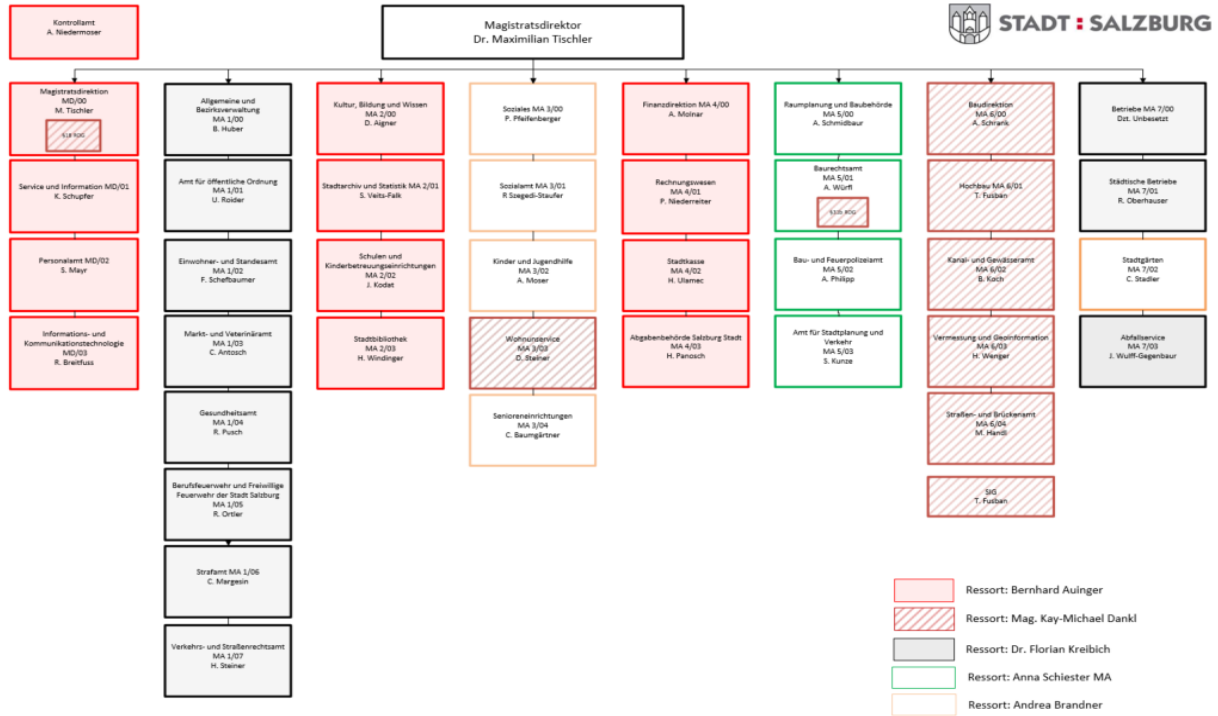 Kontrollamt
A. Niedermoser
Magistratsdirektor
Dr. Maximilian Tischler
STADT : SALZBURG
Magistratsdirektion
MD/00
M. Tischler
§18 ROG
Service und Information MD/01
K. Schupfer
Personalamt MD/02
S. Mayr
Informations- und
Kommunikationstechnologie
MD/03
R. Breitfuss
Allgemeine und
Bezirksverwaltung
MA 1/00
B. Huber
Amt für öffentliche Ordnung
MA 1/01
U. Roider
Einwohner- und Standesamt
MA 1/02
F. Schefbaumer
Markt- und Veterinäramt
MA 1/03
C. Antosch
Gesundheitsamt
MA 1/04
R. Pusch
Berufsfeuerwehr und Freiwillige
Feuerwehr der Stadt Salzburg
MA 1/05
R. Ortler
Strafamt MA 1/06
C. Margesin
Verkehrs- und Straßenrechtsamt
MA 1/07
H. Steiner
Kultur, Bildung und Wissen
MA 2/00
D. Aigner
Stadtarchiv und Statistik MA 2/01
S. Veits-Falk
Schulen und
Kinderbetreuungseinrichtungen
MA 2/02
J. Kodat
Stadtbibliothek
MA 2/03
H. Windinger
Soziales MA 3/00
P. Pfeifenberger
Sozialamt MA 3/01
R Szegedi-Staufer
Kinder und Jugendhilfe
MA 3/02
A. Moser
Wohnunservice
MA 3/03
D. Steiner
Senioreneinrichtungen
MA 3/04
C. Baumgärtner
Finanzdirektion MA 4/00
A. Molnar
Rechnungswesen
MA 4/01
P. Niederreiter
Stadtkasse
MA 4/02
H. Ulamec
Abgabenbehörde Salzburg Stadt
MA 4/03
H. Panosch
Raumplanung und Baubehörde
MA 5/00
A. Schmidbaur
Baurechtsamt
MA 5/01
A. Würfl
ROG
Bau- und Feuerpolizeiamt
MA 5/02
A. Philipp
Amt für Stadtplanung und
Verkehr
MA 5/03
S. Kunze
Baudirektion
MA 6/00
A. Schrank
Hochbau MA 6/01
T. Fusban
Kanal- und Gewässeramt
MA 6/02
B. Koch
Vermessung und Geoinformation
MA 6/03
H. Wenger
Straßen- und Brückenamt
MA 6/04
M. Handl
SIG
T. Fusban
Betriebe MA 7/00
Dzt. Unbesetzt
Städtische Betriebe
MA 7/01
R. Oberhauser
Stadtgärten
MA 7/02
C. Stadler
Abfallservice
MA 7/03
J. Wulff-Gegenbaur
Ressort: Bernhard Auinger
Ressort: Mag. Kay-Michael Dankl
Ressort: Dr. Florian Kreibich
Ressort: Anna Schiester MA
Ressort: Andrea Brandner